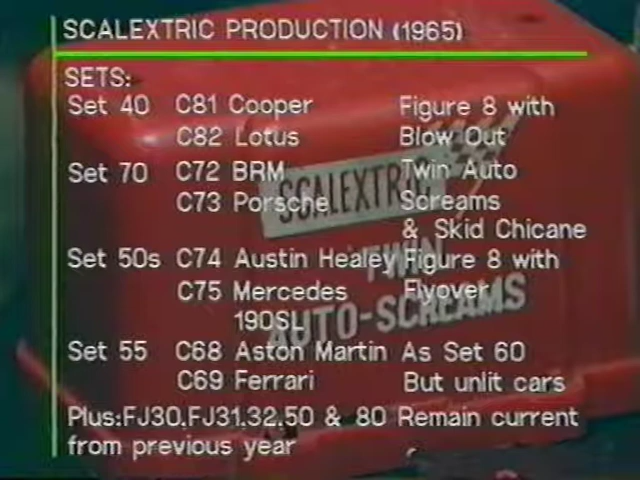 SCALEXTRIC PRODUCTION (1965)
SETS:
Set 40 C81 Cooper Figure 8 with
C82 Lotus Blow Out
Set 70 C72 BRM Twin Auto
C73 Porsche Screams
& Skid Chicane
Set 50s C74 Austin Healey Figure 8 with
C75 Mercedes Flyover
190SL
Set 55 C68 Aston Martin As Set 60
C69 Ferrari But unlit cars
Plus:FJ30,FJ31,32,50 & 80 Remain current
from previous year
SCALEXTRIC
TWIN
AUTO-SCREAMS